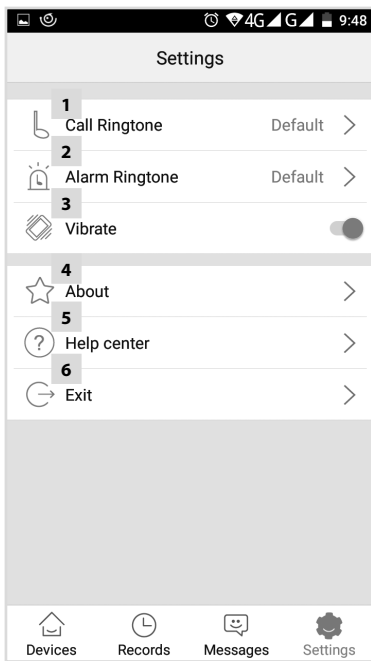 4G G 9:48
Settings
1
Call Ringtone Default
2
Alarm Ringtone Default
3
Vibrate
4
About
5
Help center
6
Exit
Devices Records Messages Settings